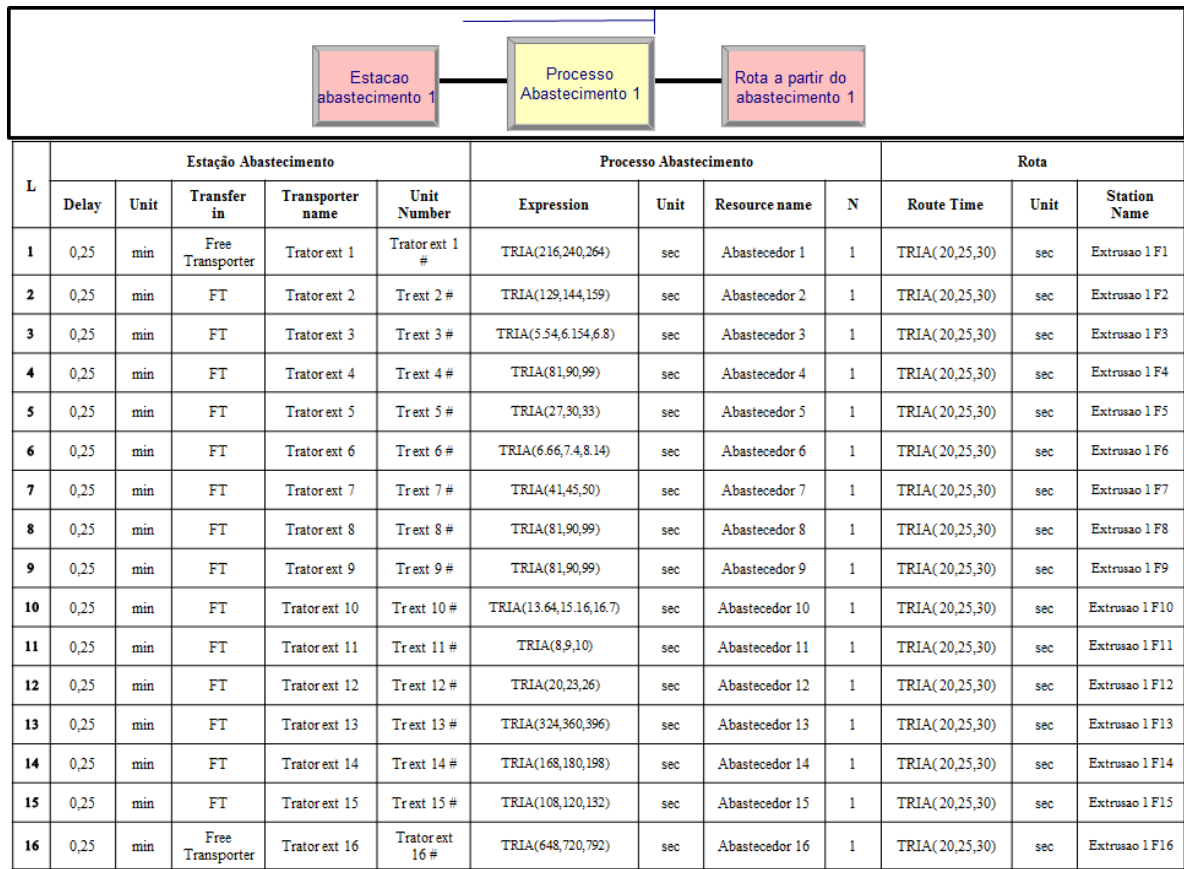 Estacao
abastecimento 1
Processo
Abastecimento 1
Rota a partir do
abastecimento 1
L Estação Abastecimento Processo Abastecimento Rota
Delay Unit Transfer in Transporter name Unit Number Expression Unit Resource name N Route Time Unit Station Name
1 0,25 min Free Transporter Trator ext 1 Trator ext 1 # TRIA(216,240,264) sec Abastecedor 1 1 TRIA(20,25,30) sec Extrusao 1 F1
2 0,25 min FT Trator ext 2 Tr ext 2 # TRIA(129,144,159) sec Abastecedor 2 1 TRIA(20,25,30) sec Extrusao 1 F2
3 0,25 min FT Trator ext 3 Tr ext 3 # TRIA(5.54,6.154,6.8) sec Abastecedor 3 1 TRIA(20,25,30) sec Extrusao 1 F3
4 0,25 min FT Trator ext 4 Tr ext 4 # TRIA(81,90,99) sec Abastecedor 4 1 TRIA(20,25,30) sec Extrusao 1 F4
5 0,25 min FT Trator ext 5 Tr ext 5 # TRIA(27,30,33) sec Abastecedor 5 1 TRIA(20,25,30) sec Extrusao 1 F5
6 0,25 min FT Trator ext 6 Tr ext 6 # TRIA(6.66,7.4,8.14) sec Abastecedor 6 1 TRIA(20,25,30) sec Extrusao 1 F6
7 0,25 min FT Trator ext 7 Tr ext 7 # TRIA(41,45,50) sec Abastecedor 7 1 TRIA(20,25,30) sec Extrusao 1 F7
8 0,25 min FT Trator ext 8 Tr ext 8 # TRIA(81,90,99) sec Abastecedor 8 1 TRIA(20,25,30) sec Extrusao 1 F8
9 0,25 min FT Trator ext 9 Tr ext 9 # TRIA(81,90,99) sec Abastecedor 9 1 TRIA(20,25,30) sec Extrusao 1 F9
10 0,25 min FT Trator ext 10 Tr ext 10 # TRIA(13.64,15.16,16.7) sec Abastecedor 10 1 TRIA(20,25,30) sec Extrusao 1 F10
11 0,25 min FT Trator ext 11 Tr ext 11 # TRIA(8,9,10) sec Abastecedor 11 1 TRIA(20,25,30) sec Extrusao 1 F11
12 0,25 min FT Trator ext 12 Tr ext 12 # TRIA(20,23,26) sec Abastecedor 12 1 TRIA(20,25,30) sec Extrusao 1 F12
13 0,25 min FT Trator ext 13 Tr ext 13 # TRIA(324,360,396) sec Abastecedor 13 1 TRIA(20,25,30) sec Extrusao 1 F13
14 0,25 min FT Trator ext 14 Tr ext 14 # TRIA(168,180,198) sec Abastecedor 14 1 TRIA(20,25,30) sec Extrusao 1 F14
15 0,25 min FT Trator ext 15 Tr ext 15 # TRIA(108,120,132) sec Abastecedor 15 1 TRIA(20,25,30) sec Extrusao 1 F15
16 0,25 min Free Transporter Trator ext 16 Trator ext 16 # TRIA(648,720,792) sec Abastecedor 16 1 TRIA(20,25,30) sec Extrusao 1 F16